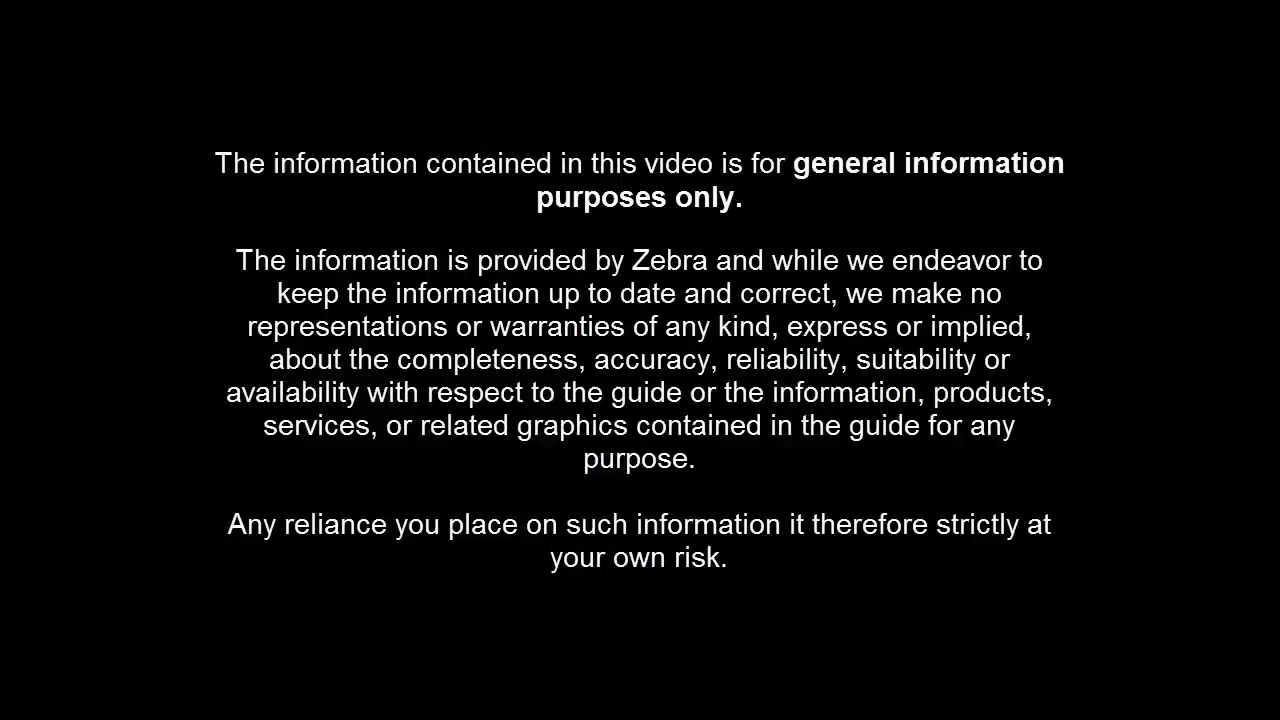 The information contained in this video is for general information
purposes only.
The information is provided by Zebra and while we endeavor to
keep the information up to date and correct, we make no
representations or warranties of any kind, express or implied,
about the completeness, accuracy, reliability, suitability or
availability with respect to the guide or the information, products,
services, or related graphics contained in the guide for any
purpose.
Any reliance you place on such information it therefore strictly at
your own risk.